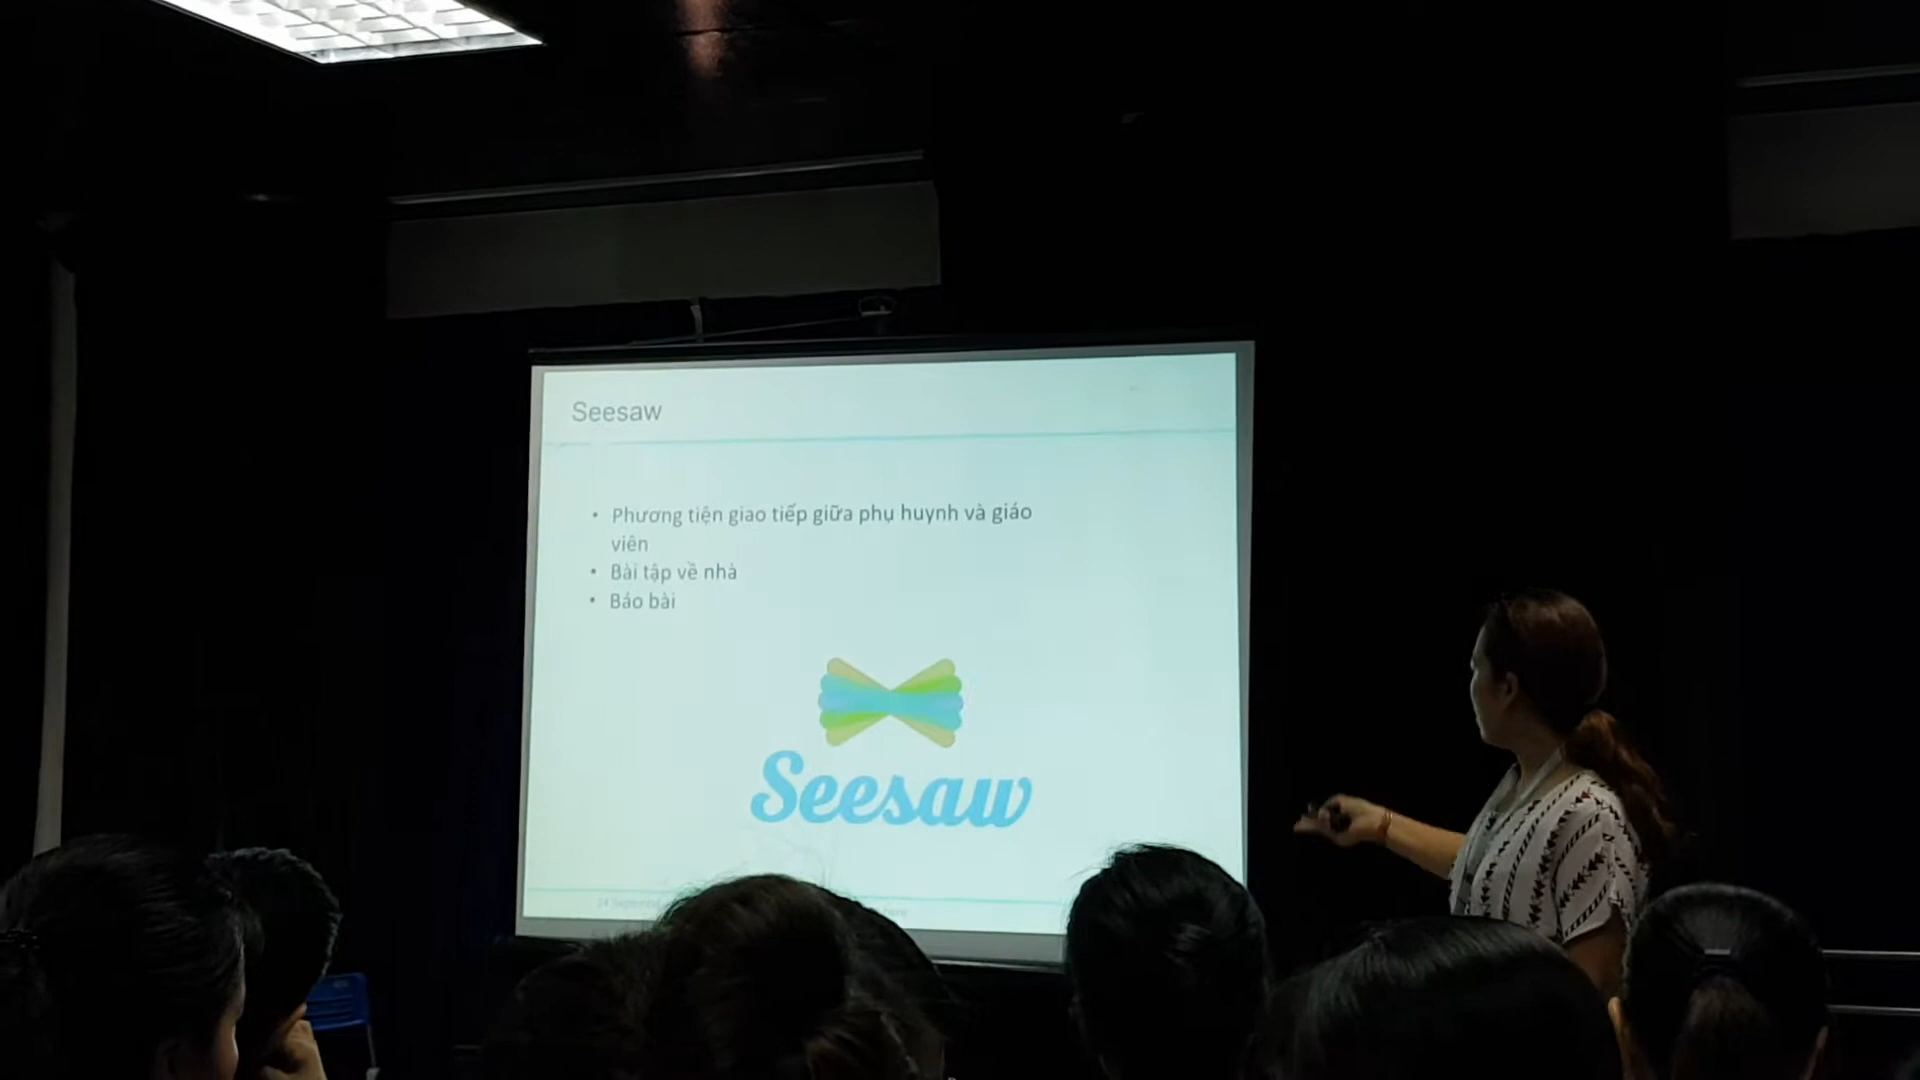 Seesaw
• Phương tiện giao tiếp giữa phụ huynh và giáo
viên
• Bài tập về nhà
• Báo bài
Seesaw